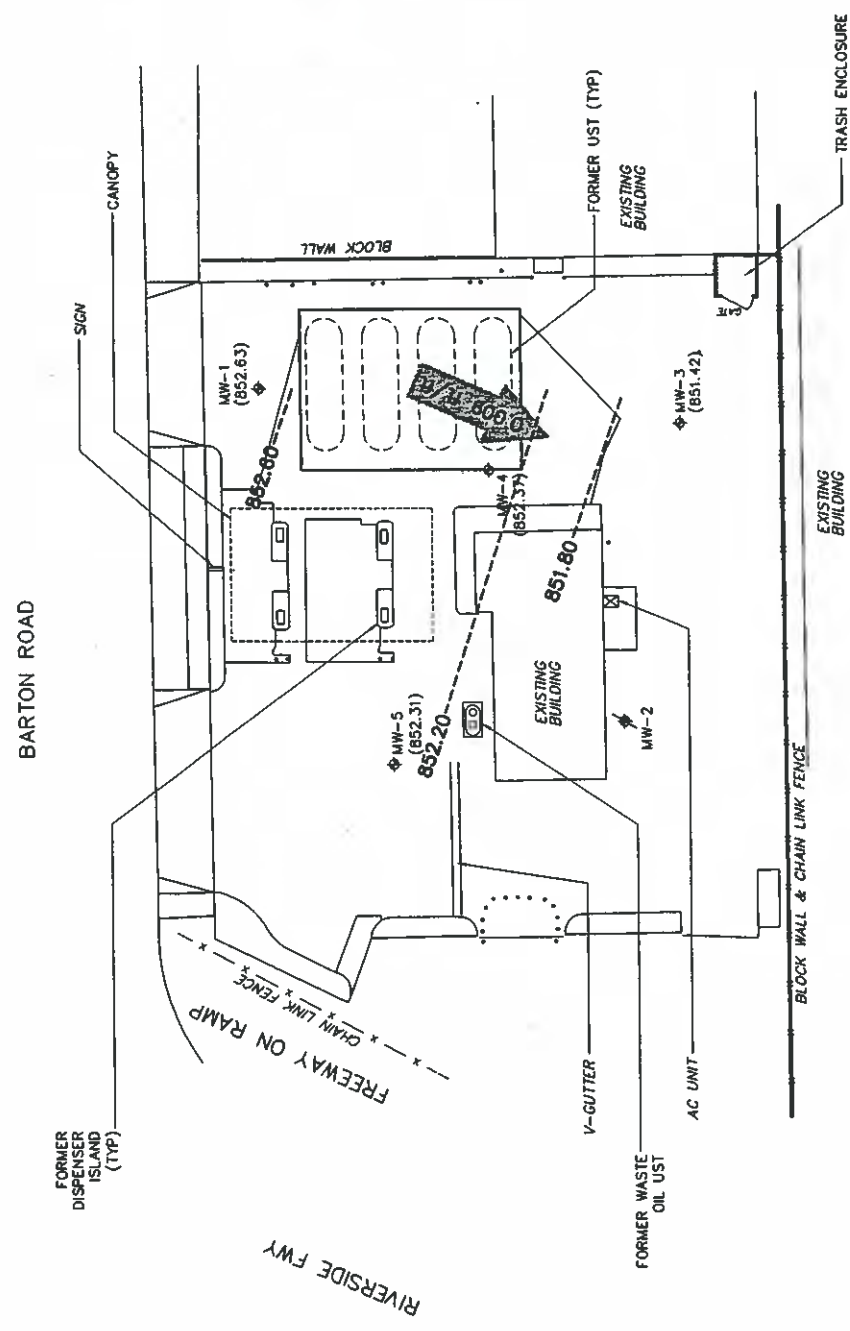 BARTON ROAD
SIGN
CANOPY
TRASH ENCLOSURE
FORMER UST (TYP)
EXISTING
BUILDING
BLOCK WALL
GATE
MW-1
(852.63)
852.60
MW-3
(851.42)
MW-4
(852.37)
851.80
EXISTING
BUILDING
EXISTING
BUILDING
MW-5
(852.31)
852.20
MW-2
BLOCK WALL & CHAIN LINK FENCE
CHAIN LINK FENCE
FREEWAY ON RAMP
FORMER
DISPENSER
ISLAND
(TYP)
V-GUTTER
FORMER WASTE
OIL UST
AC UNIT
RIVERSIDE FWY